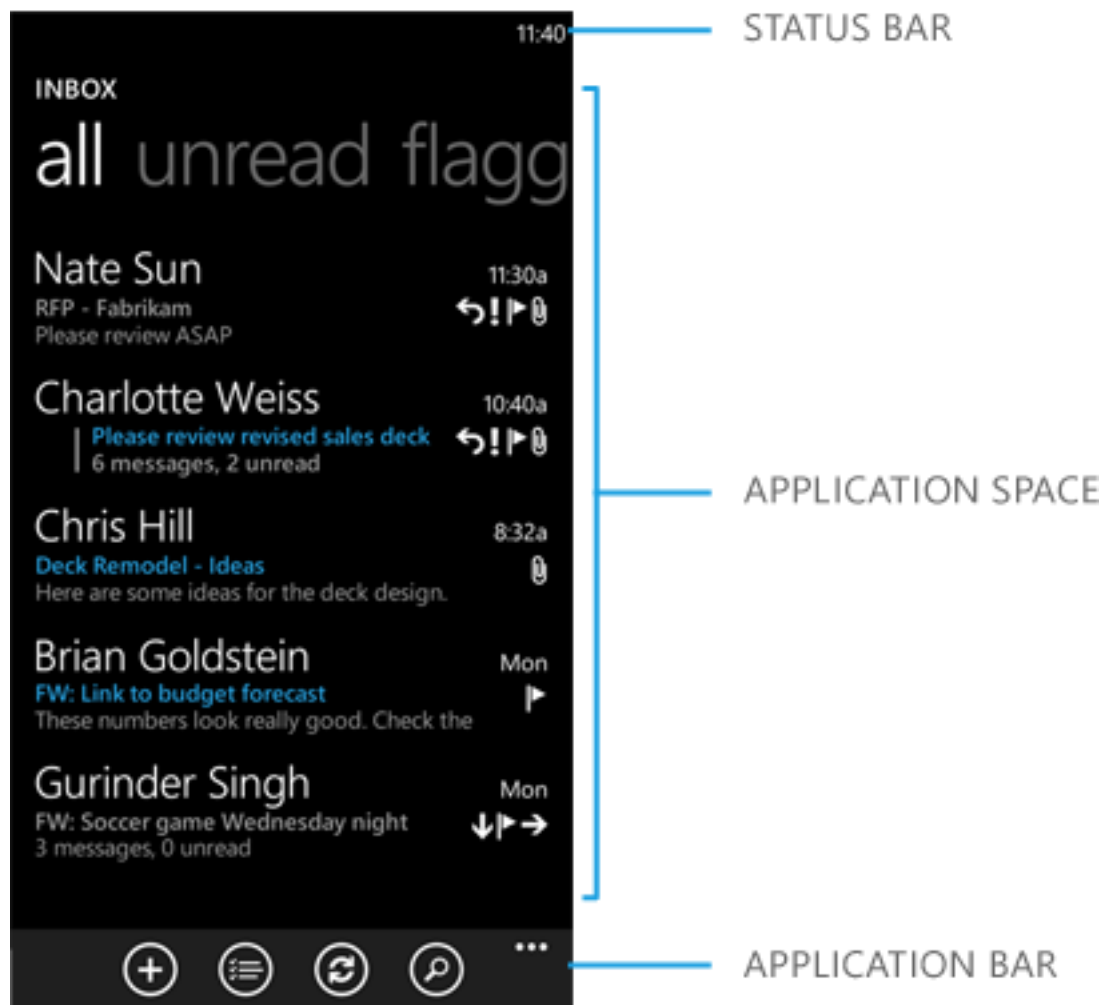 11:40
STATUS BAR
INBOX
all unread flagg
Nate Sun 11:30a
RFP - Fabrikam
Please review ASAP
Charlotte Weiss 10:40a
Please review revised sales deck
6 messages, 2 unread
APPLICATION SPACE
Chris Hill 8:32a
Deck Remodel - Ideas
Here are some ideas for the deck design.
Brian Goldstein Mon
FW: Link to budget forecast
These numbers look really good. Check the
Gurinder Singh Mon
FW: Soccer game Wednesday night
3 messages, 0 unread
APPLICATION BAR